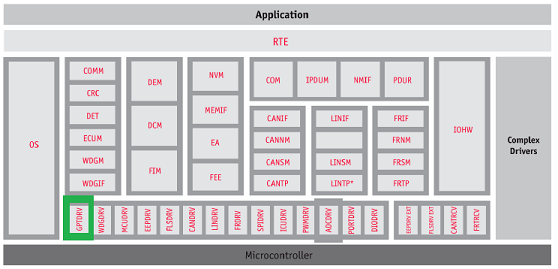 Application
RTE
OS
COMM
CRC
DET
ECUM
WDGM
WDGIF
DEM
DCM
FIM
NVM
MEMIF
EA
FEE
COM
IPDUM
NMIF
PDUR
CANIF
CANNM
CANSM
CANTP
LINIF
LINSM
LINTP*
FRIF
FRNM
FRSM
FRTP
IOHW
Complex
Drivers
GPTDRV
WDGDRV
MCUDRV
EEPDRV
FLSDRV
CANDRV
LINDRV
FRDRV
SPIDRV
ICUDRV
PWMDRV
ADCDRV
PORTDRV
DIODRV
EEPDRV EXT
FLSDRV EXT
CANTRCV
FRTRCV
Microcontroller